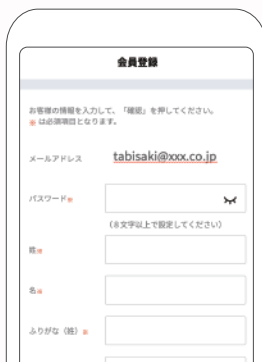 会員登録
お客様の情報を入力して、「確認」を押してください。
※ は必須項目となります。
メールアドレス tabisaki@xxx.co.jp
パスワード※
(8文字以上で設定してください)
姓※
名※
ふりがな（姓）※